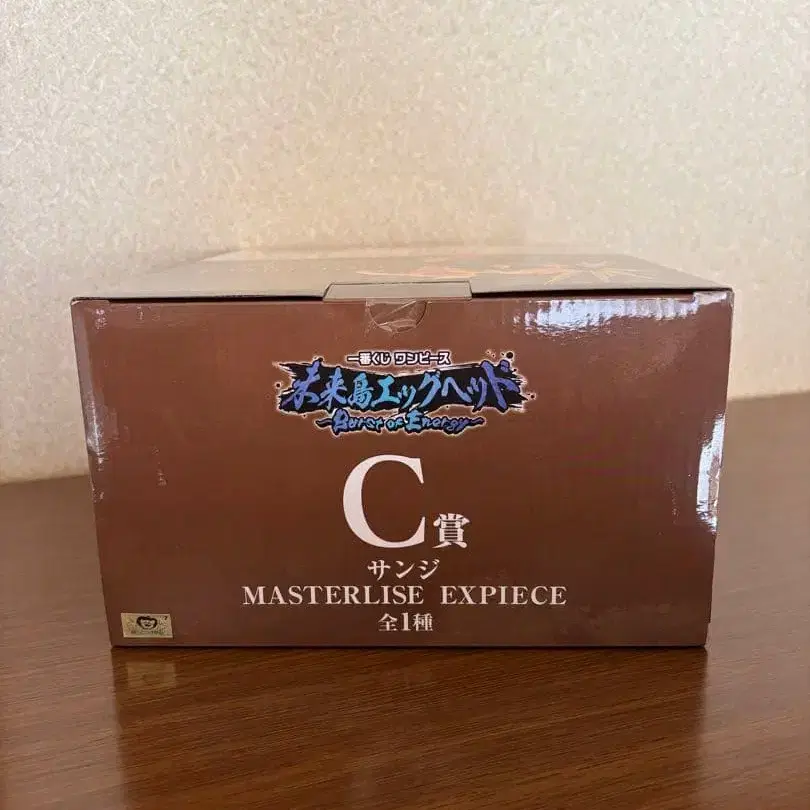 一番くじ ワンピース
未来島エッグヘッド
～Burst of Energy～
C賞
サンジ
MASTERLISE EXPIECE
全1種